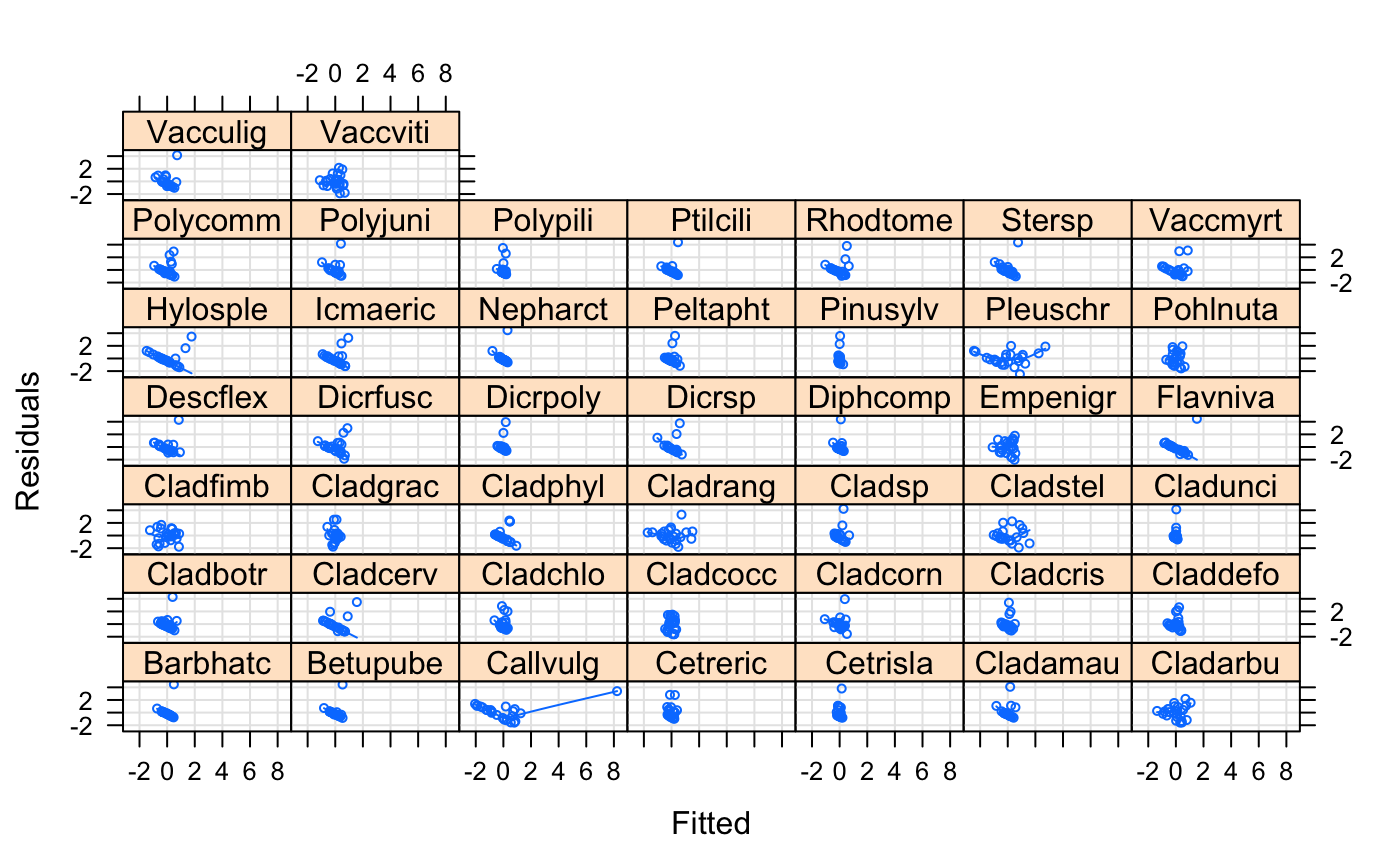 -2 0 2 4 6 8
Vacculig Vaccviti
2
-2
Polycomm Polyjuni Polypili Ptilcili Rhodtome Stersp Vaccmyrt
2
-2
Hylosple Icmaeric Nepharct Peltapht Pinusylv Pleuschr Pohlnuta
2
-2
Descflex Dicrfusc Dicrpoly Dicrsp Diphcomp Empenigr Flavniva
2
-2
Cladfimb Cladgrac Cladphyl Cladrang Cladsp Cladstel Cladunci
2
-2
Cladbotr Cladcerv Cladchlo Cladcocc Cladcorn Cladcris Claddefo
2
-2
Barbhatc Betupube Callvulg Cetreric Cetrisla Cladamau Cladarbu
2
-2
-2 0 2 4 6 8 -2 0 2 4 6 8 -2 0 2 4 6 8 -2 0 2 4 6 8
Fitted
Residuals